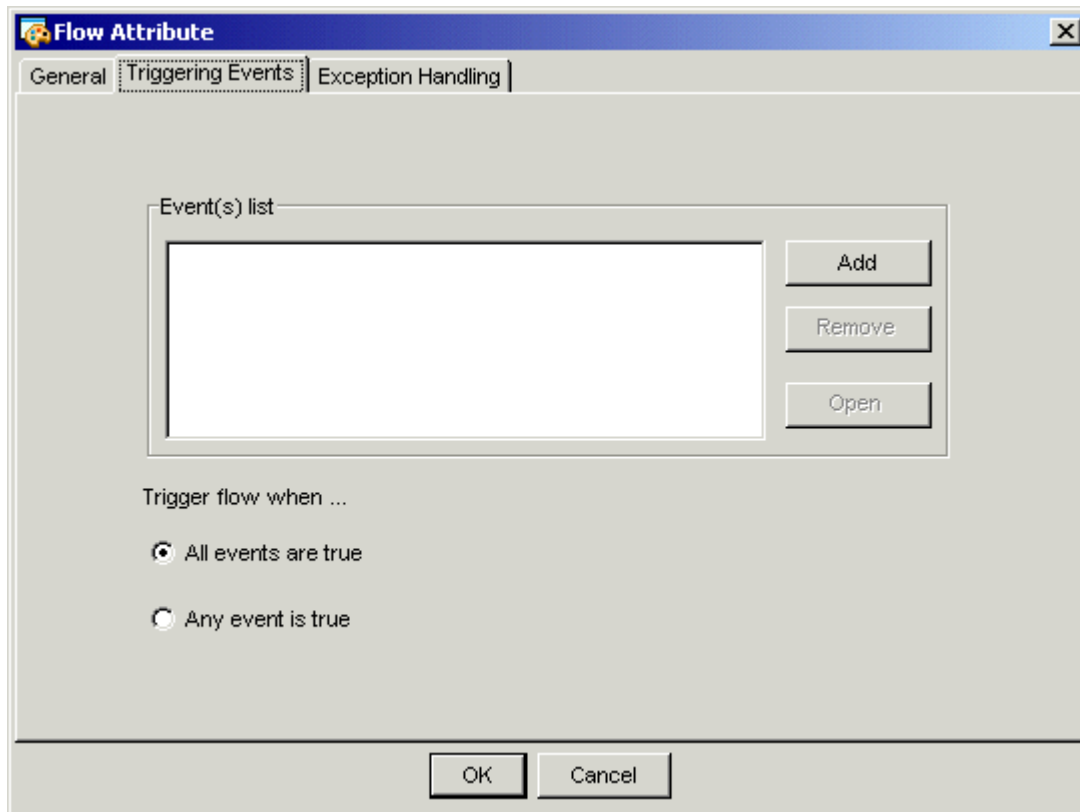 Flow Attribute
General Triggering Events Exception Handling
Event(s) list
Add
Remove
Open
Trigger flow when ...
All events are true
Any event is true
OK Cancel